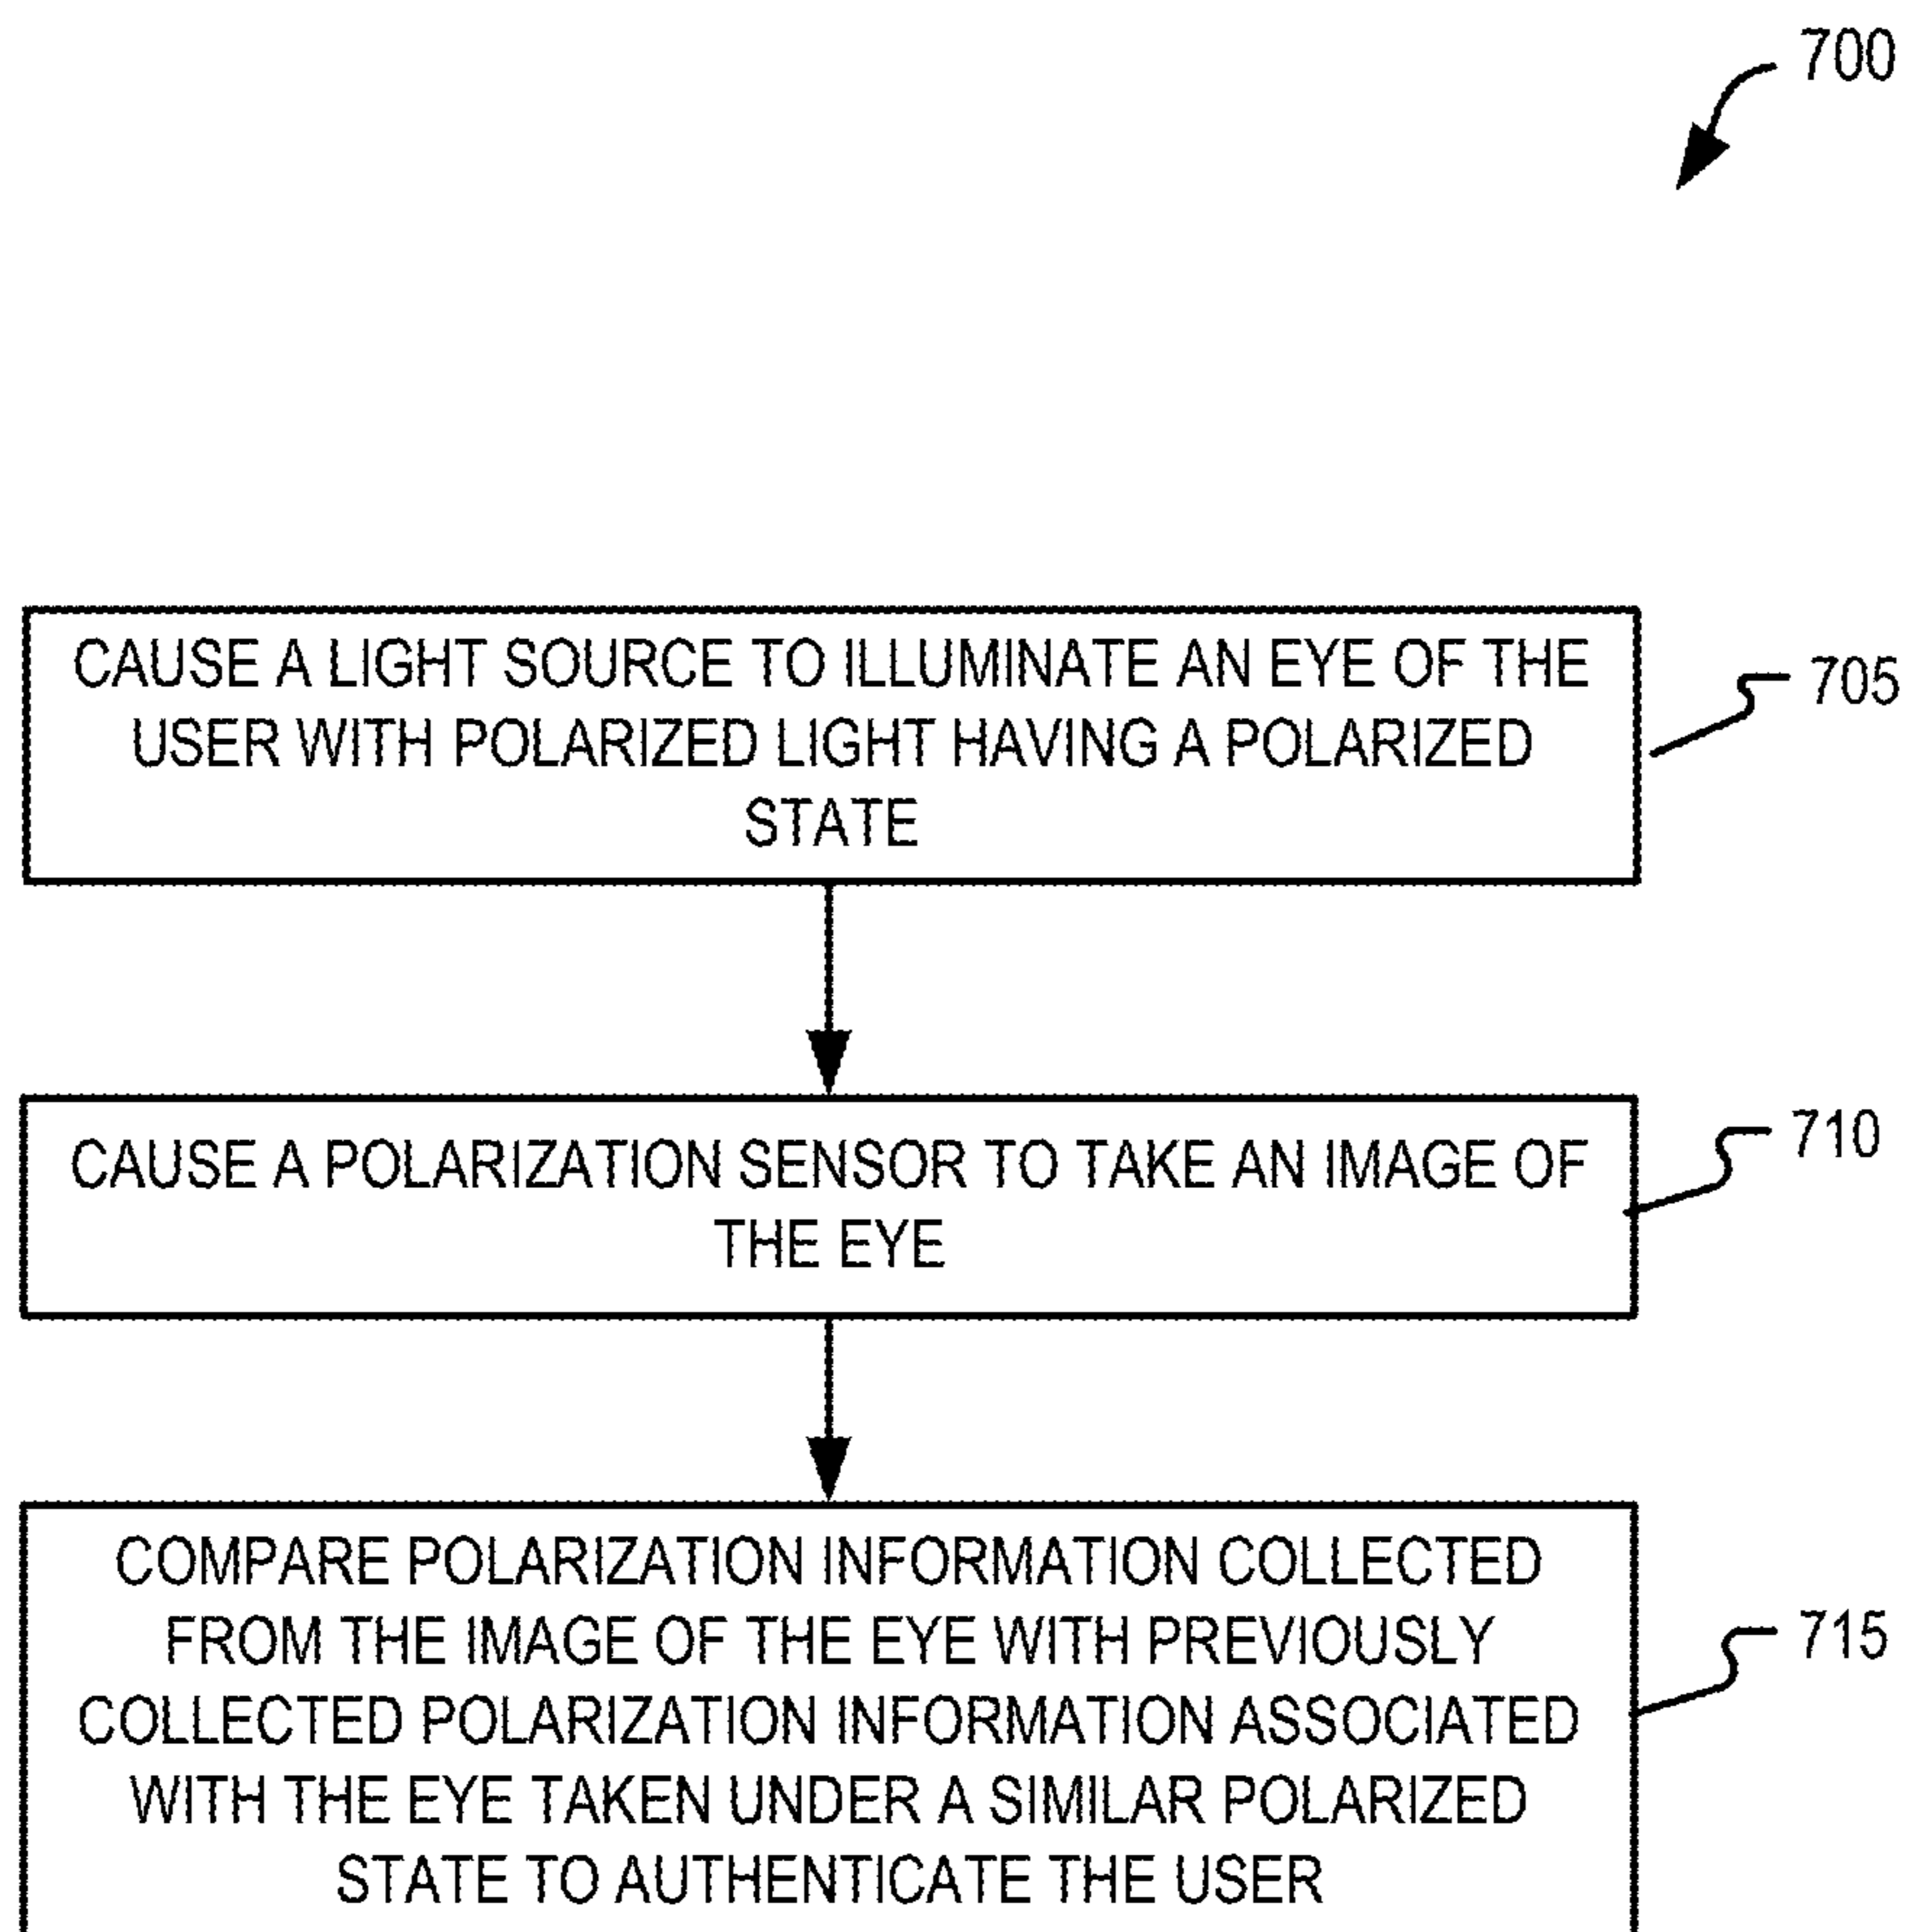 700
CAUSE A LIGHT SOURCE TO ILLUMINATE AN EYE OF THE
USER WITH POLARIZED LIGHT HAVING A POLARIZED
STATE
705
CAUSE A POLARIZATION SENSOR TO TAKE AN IMAGE OF
THE EYE
710
COMPARE POLARIZATION INFORMATION COLLECTED
FROM THE IMAGE OF THE EYE WITH PREVIOUSLY
COLLECTED POLARIZATION INFORMATION ASSOCIATED
WITH THE EYE TAKEN UNDER A SIMILAR POLARIZED
STATE TO AUTHENTICATE THE USER
715